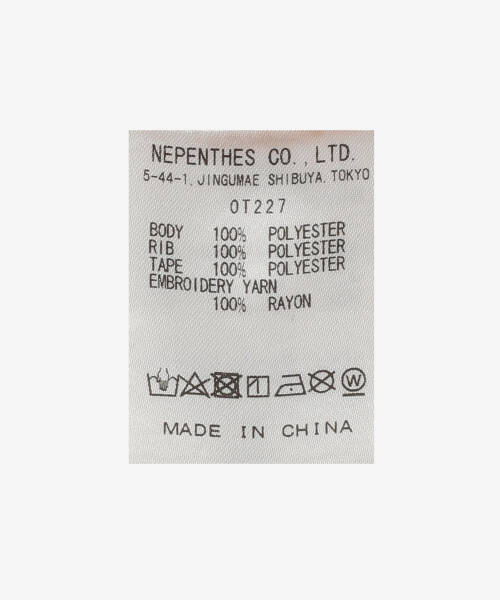 NEPENTHES CO.,LTD.
5-44-1, JINGUMAE SHIBUYA, TOKYO
OT227
BODY 100% POLYESTER
RIB 100% POLYESTER
TAPE 100% POLYESTER
EMBROIDERY YARN
100% RAYON
W
MADE IN CHINA